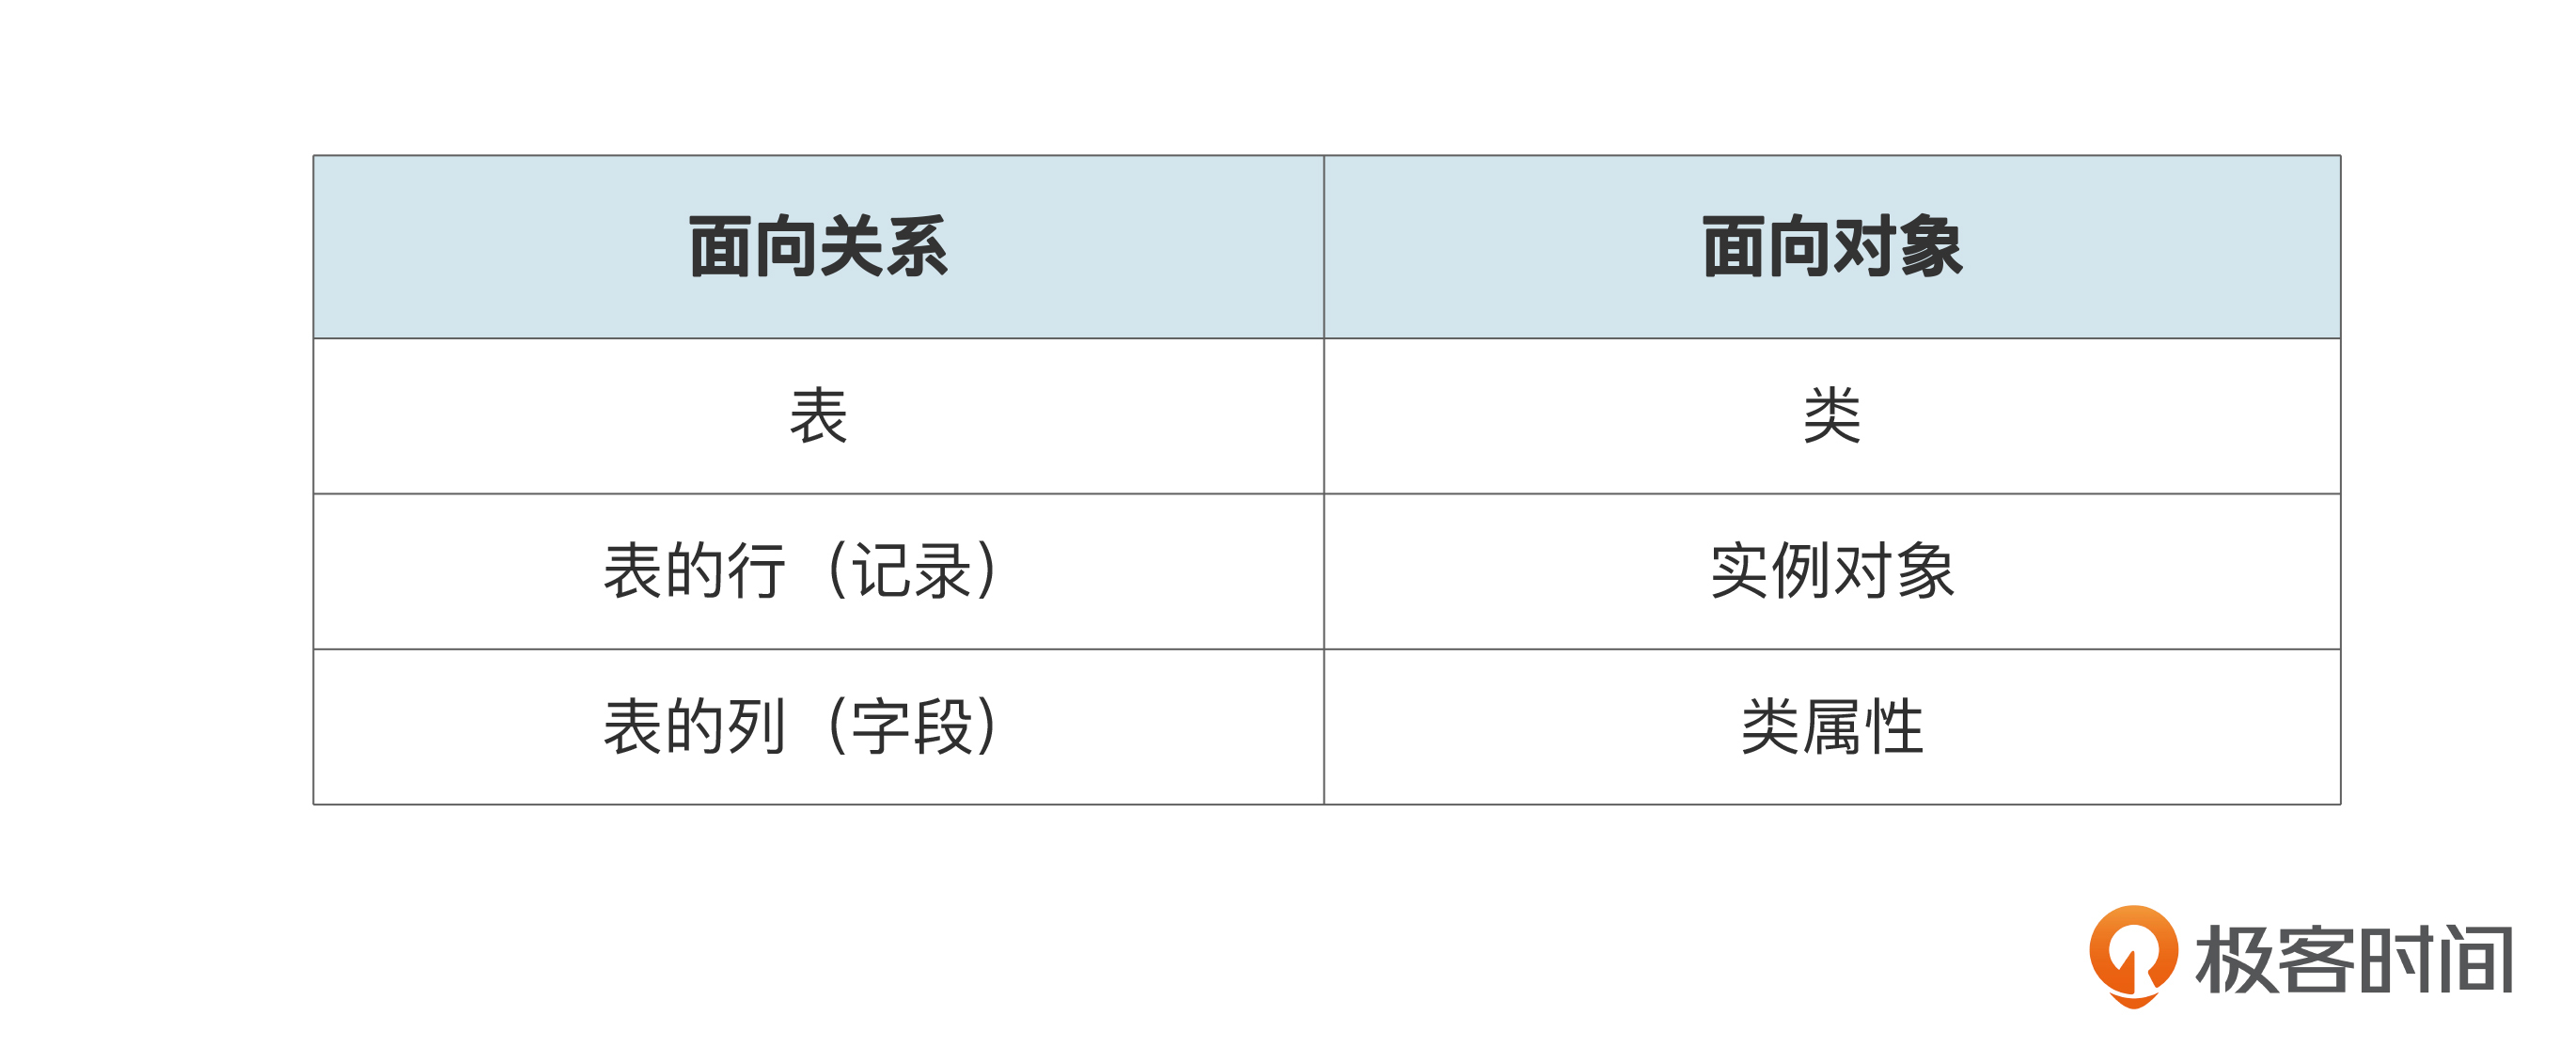 面向关系 面向对象
表 类
表的行（记录） 实例对象
表的列（字段） 类属性
极客时间